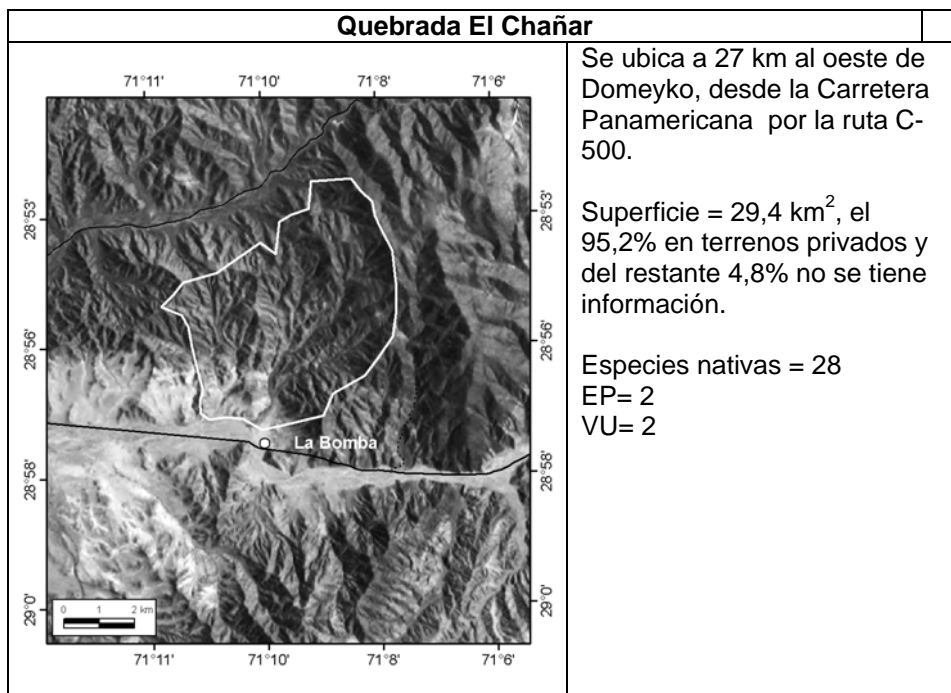 Quebrada El Chañar
71°11' 71°10' 71°8' 71°6'
28°53' 28°53'
28°56' 28°56'
La Bomba
28°58' 28°58'
29°0' 29°0'
0 1 2 km
71°11' 71°10' 71°8' 71°6'
Se ubica a 27 km al oeste de
Domeyko, desde la Carretera
Panamericana por la ruta C-
500.
Superficie = 29,4 km², el
95,2% en terrenos privados y
del restante 4,8% no se tiene
información.
Especies nativas = 28
EP= 2
VU= 2